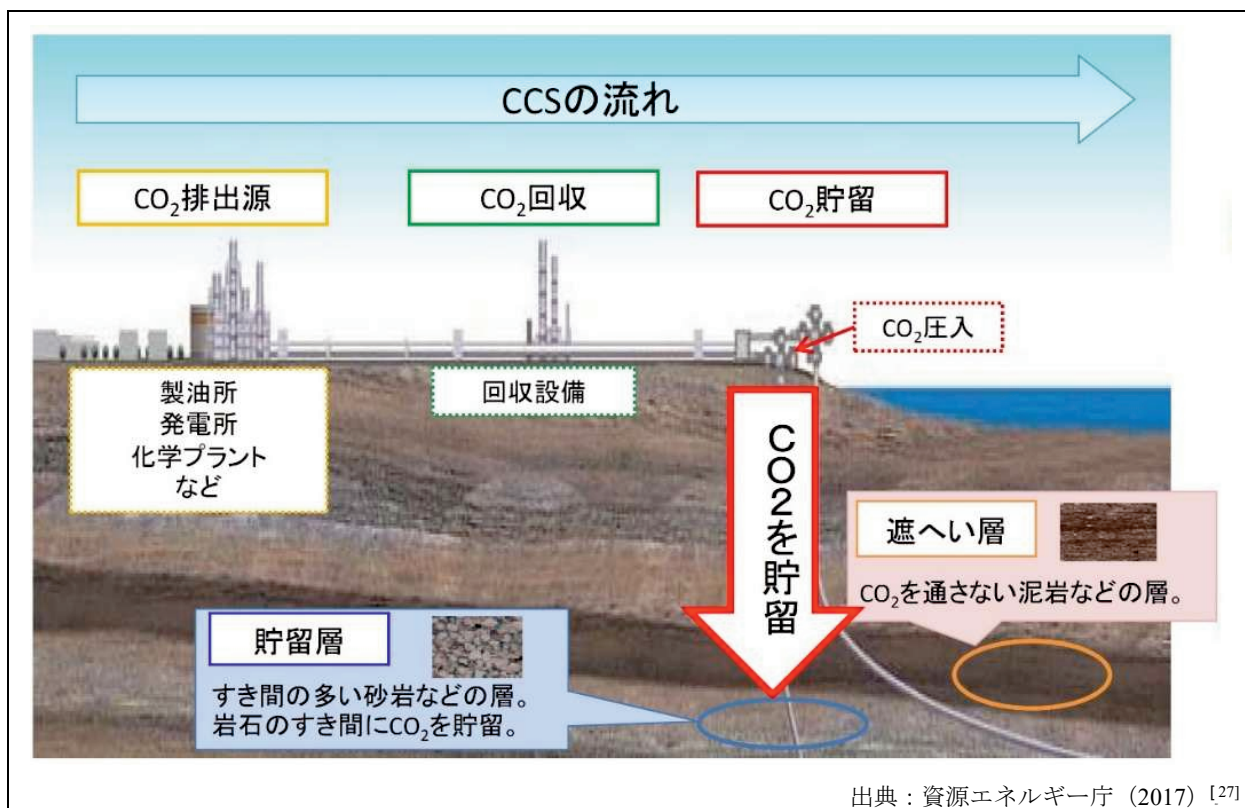 CCSの流れ
CO₂排出源
CO₂回収
CO₂貯留
CO₂圧入
製油所
発電所
化学プラント
など
回収設備
CO2を貯留
遮へい層
CO₂を通さない泥岩などの層。
貯留層
すき間の多い砂岩などの層。
岩石のすき間にCO₂を貯留。
出典：資源エネルギー庁（2017）[27]